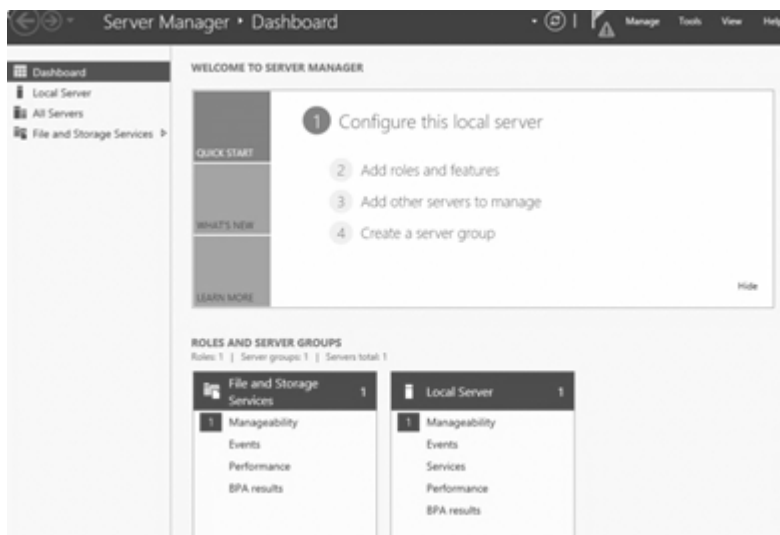 Server Manager • Dashboard
Manage Tools View Help
Dashboard
Local Server
All Servers
File and Storage Services
WELCOME TO SERVER MANAGER
QUICK START
WHAT'S NEW
LEARN MORE
1 Configure this local server
2 Add roles and features
3 Add other servers to manage
4 Create a server group
Hide
ROLES AND SERVER GROUPS
Roles: 1 | Server groups: 1 | Servers total: 1
File and Storage
Services 1
1 Manageability
Events
Performance
BPA results
Local Server 1
1 Manageability
Events
Services
Performance
BPA results